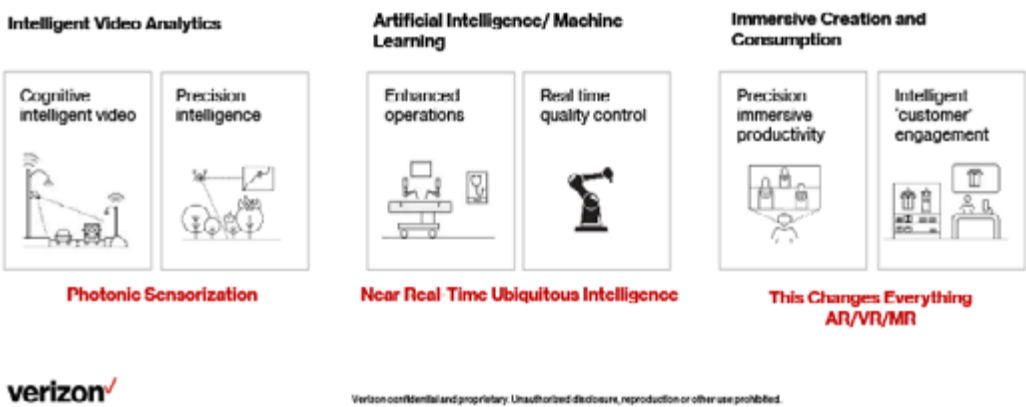 Intelligent Video Analytics
Artificial Intelligence/ Machine
Learning
Immersive Creation and
Consumption
Cognitive
intelligent video
Precision
intelligence
Enhanced
operations
Real time
quality control
Precision
immersive
productivity
Intelligent
'customer'
engagement
Photonic Sensorization
Near Real-Time Ubiquitous Intelligence
This Changes Everything
AR/VR/MR
verizon✓
Verizon confidential and proprietary. Unauthorized disclosure, reproduction or other use prohibited.